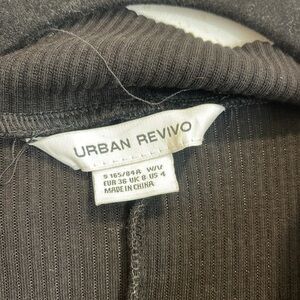 URBAN REVIVO
S 165/84A W/V
EUR 36 UK 8 US 4
MADE IN CHINA